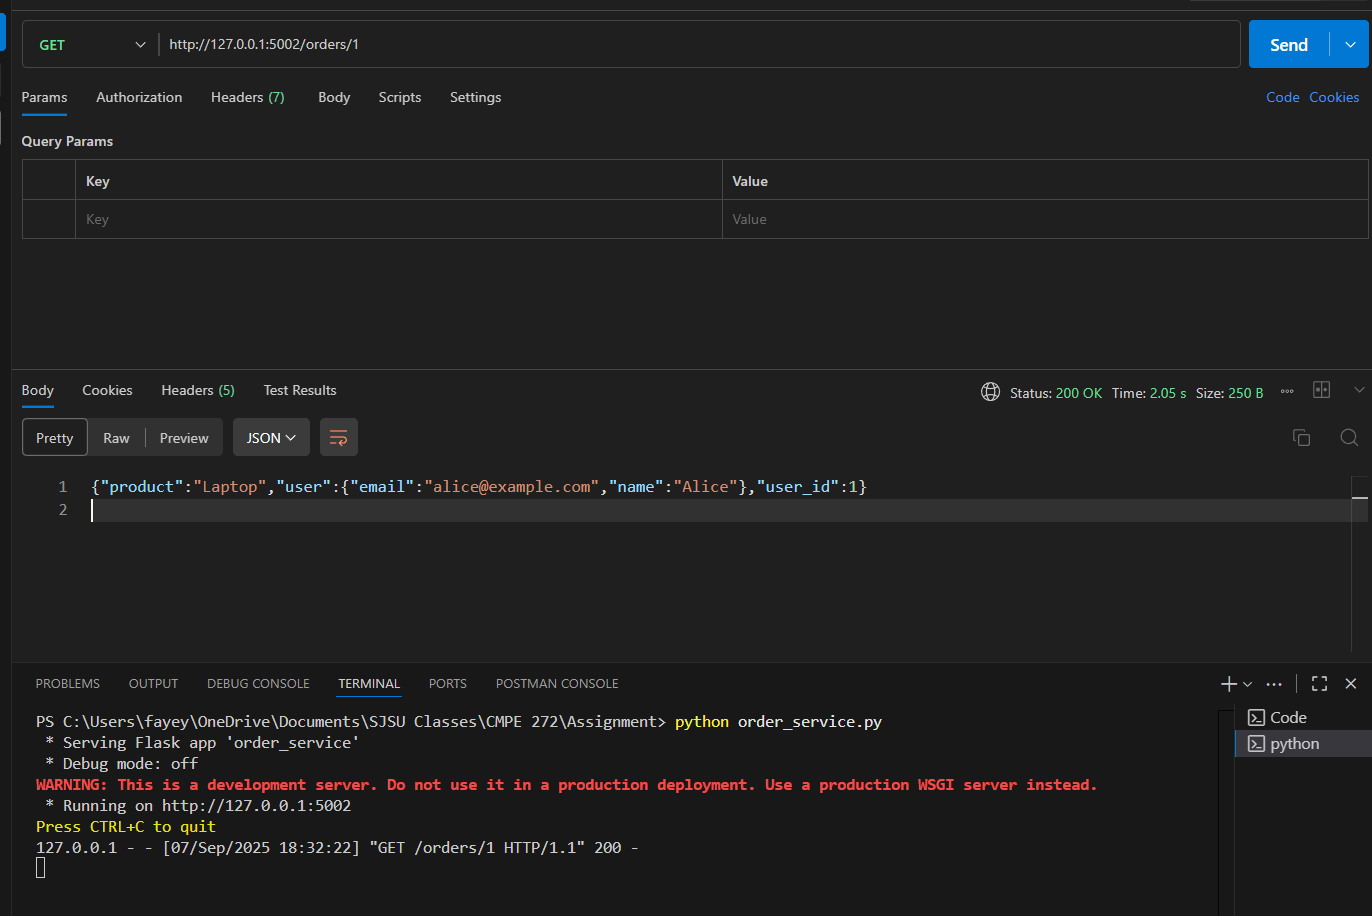 GET http://127.0.0.1:5002/orders/1 Send
Params Authorization Headers (7) Body Scripts Settings Code Cookies
Query Params
Key Value
Key Value
Body Cookies Headers (5) Test Results Status: 200 OK Time: 2.05 s Size: 250 B
Pretty Raw Preview JSON
1 {"product":"Laptop","user":{"email":"alice@example.com","name":"Alice"},"user_id":1}
2
PROBLEMS OUTPUT DEBUG CONSOLE TERMINAL PORTS POSTMAN CONSOLE
PS C:\Users\fayey\OneDrive\Documents\SJSU Classes\CMPE 272\Assignment> python order_service.py
* Serving Flask app 'order_service'
* Debug mode: off
WARNING: This is a development server. Do not use it in a production deployment. Use a production WSGI server instead.
* Running on http://127.0.0.1:5002
Press CTRL+C to quit
127.0.0.1 - - [07/Sep/2025 18:32:22] "GET /orders/1 HTTP/1.1" 200 -
Code
python